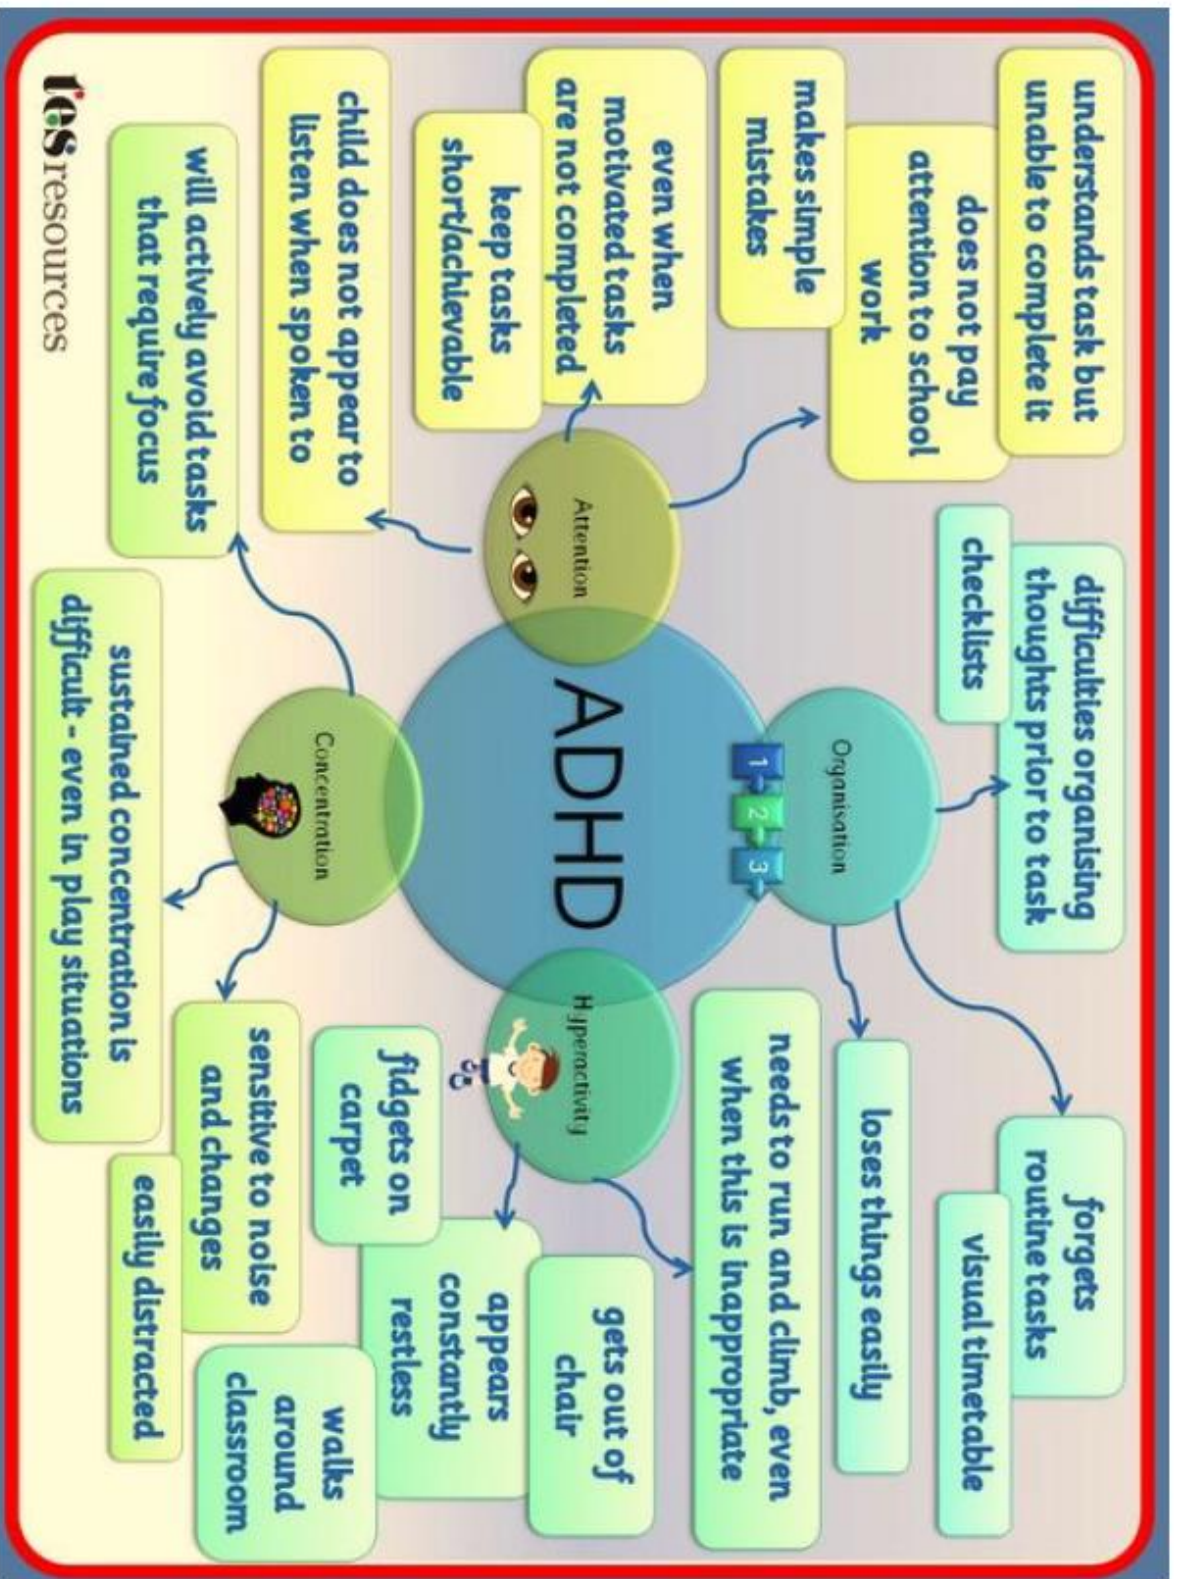 understands task but
unable to complete it
does not pay
attention to school
work
makes simple
mistakes
even when
motivated tasks
are not completed
keep tasks
short/achievable
child does not appear to
listen when spoken to
Attention
difficulties organising
thoughts prior to task
checklists
Organisation
1 2 3
forgets
routine tasks
visual timetable
loses things easily
ADHD
needs to run and climb, even
when this is inappropriate
Hyperactivity
gets out of
chair
appears
constantly
restless
fidgets on
carpet
walks
around
classroom
Concentration
will actively avoid tasks
that require focus
sustained concentration is
difficult - even in play situations
sensitive to noise
and changes
easily distracted
tes resources